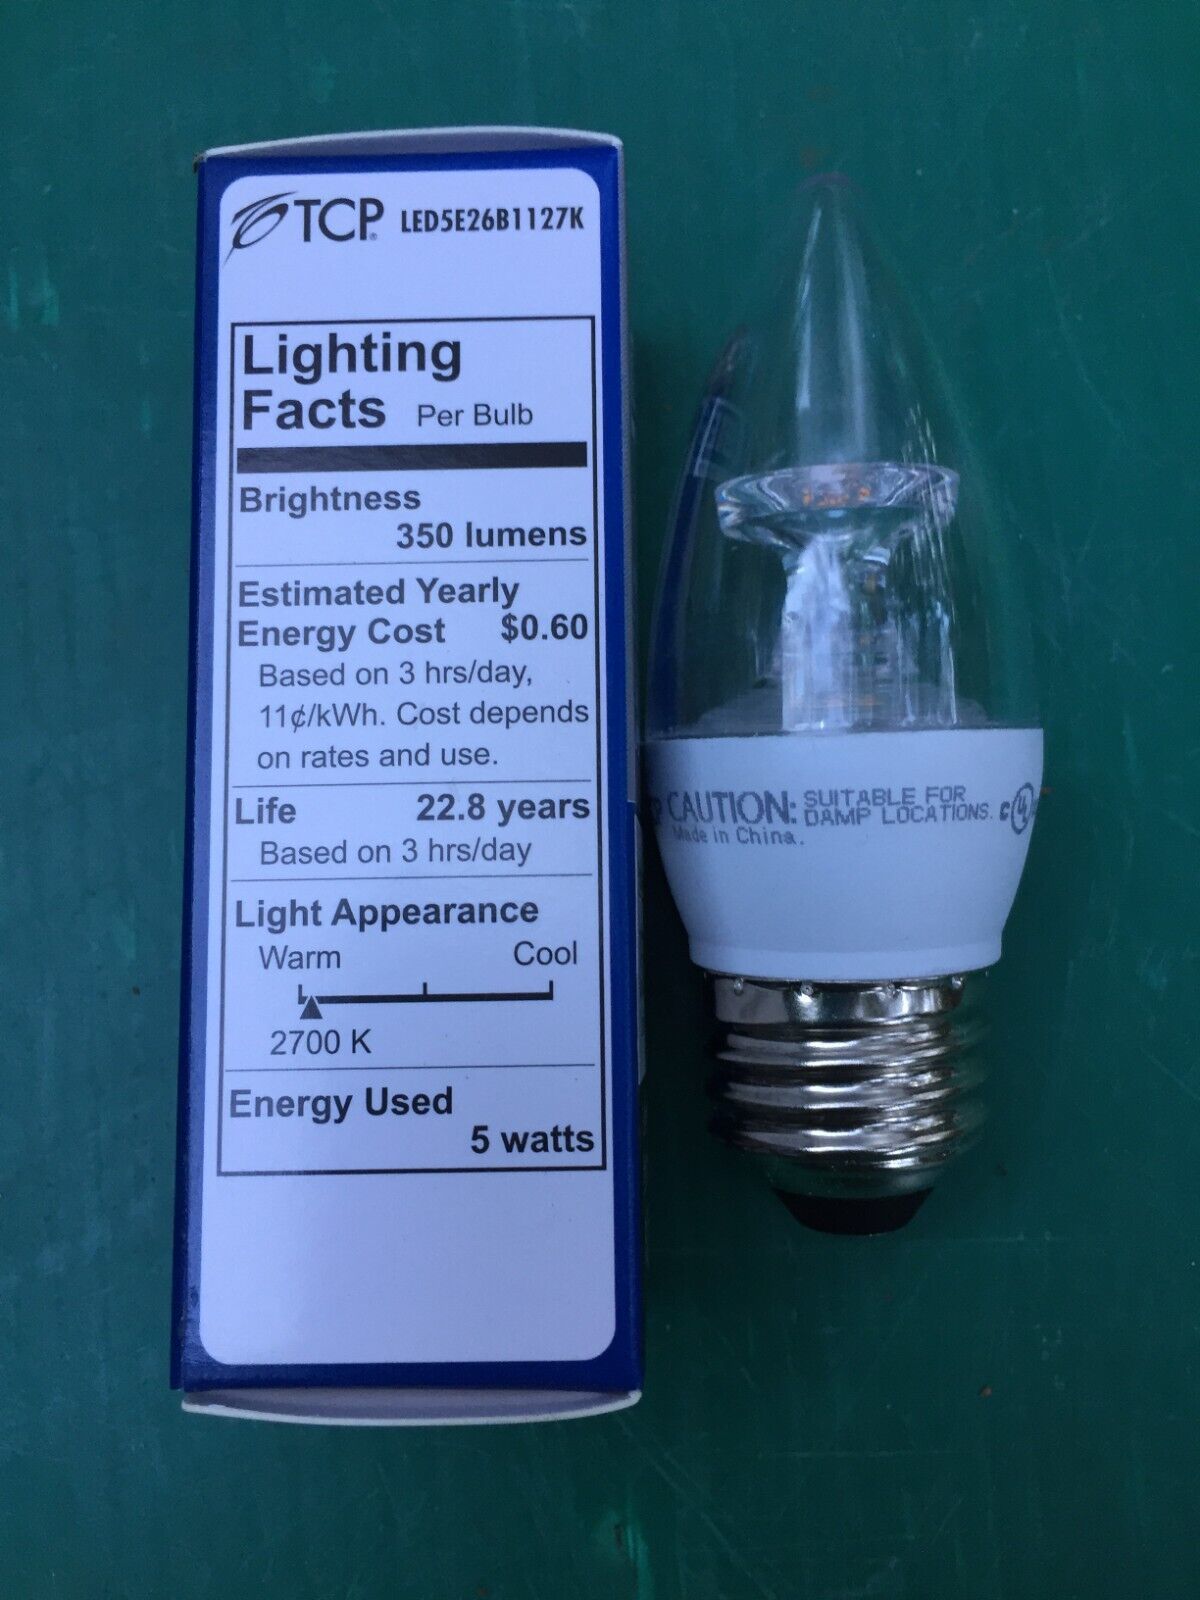 TCP® LED5E26B1127K
Lighting
Facts Per Bulb
Brightness
350 lumens
Estimated Yearly
Energy Cost $0.60
Based on 3 hrs/day,
11¢/kWh. Cost depends
on rates and use.
Life 22.8 years
Based on 3 hrs/day
Light Appearance
Warm Cool
2700 K
Energy Used
5 watts
CAUTION: SUITABLE FOR
DAMP LOCATIONS. c UL
Made in China.